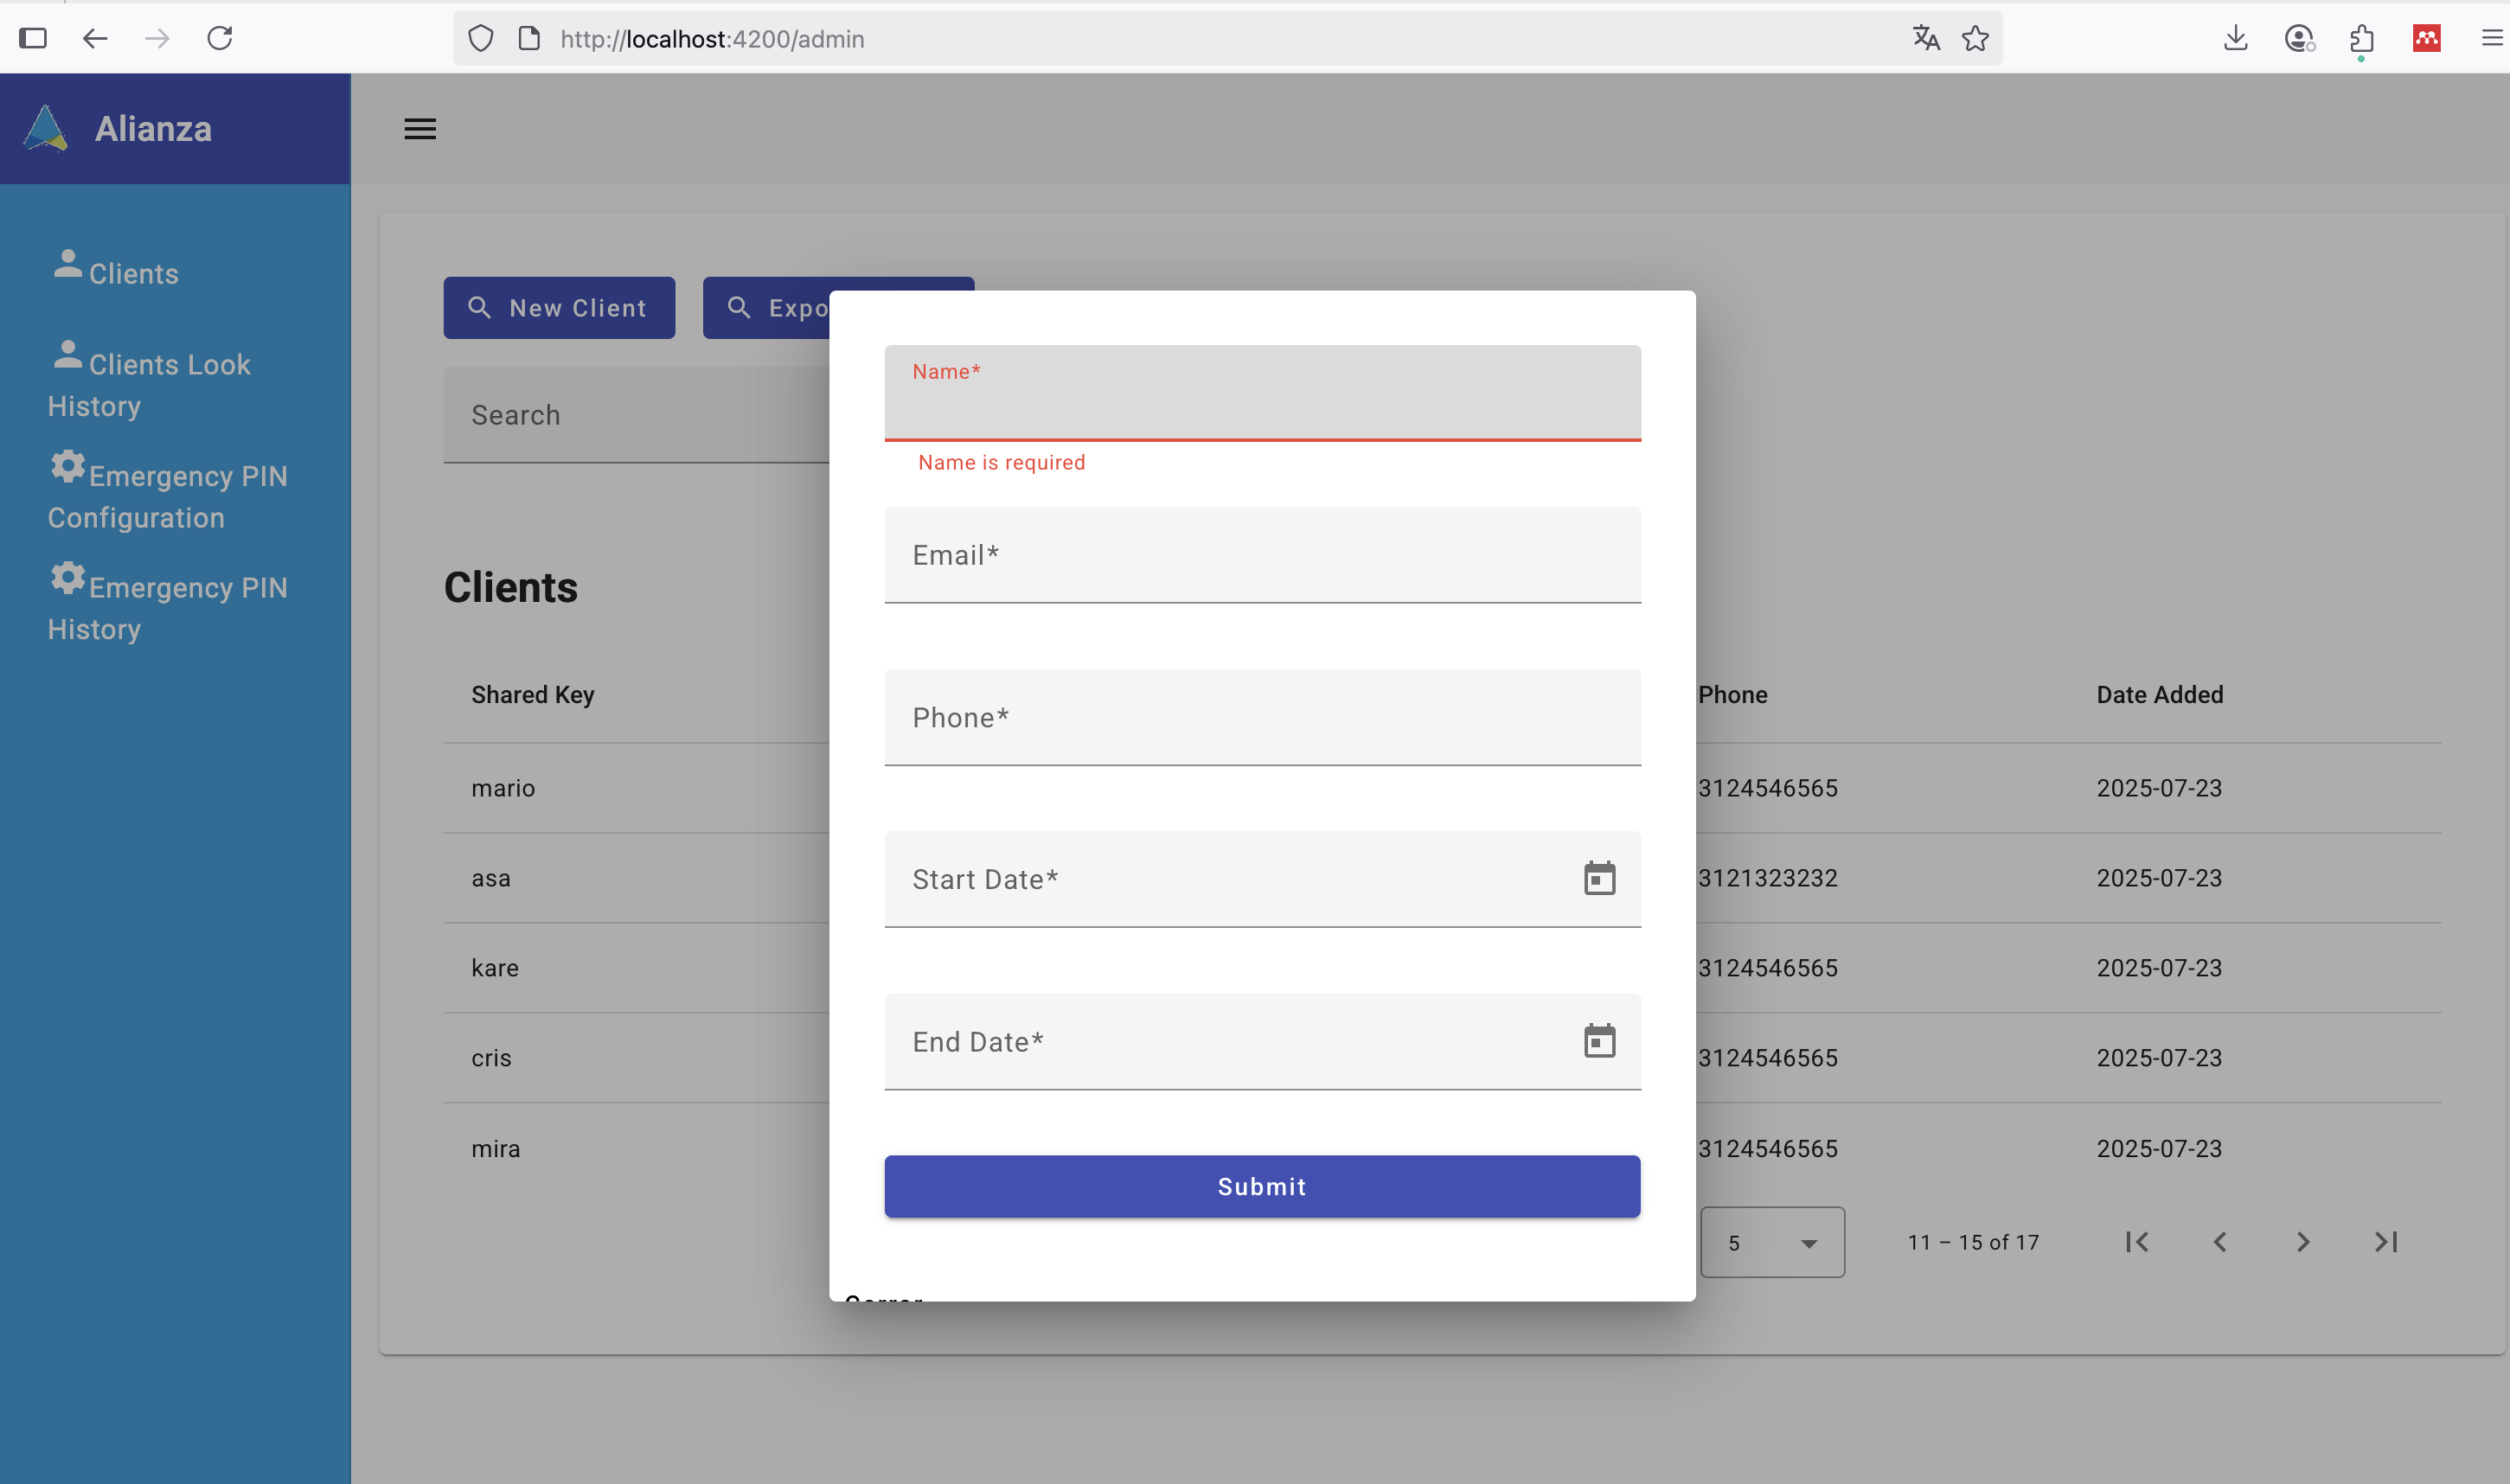 http://localhost:4200/admin
Alianza
Clients
Clients Look
History
Emergency PIN
Configuration
Emergency PIN
History
New Client
Expo
Search
Clients
Shared Key
Phone
Date Added
mario
3124546565
2025-07-23
asa
3121323232
2025-07-23
kare
3124546565
2025-07-23
cris
3124546565
2025-07-23
mira
3124546565
2025-07-23
5
11 – 15 of 17
Name*
Name is required
Email*
Phone*
Start Date*
End Date*
Submit